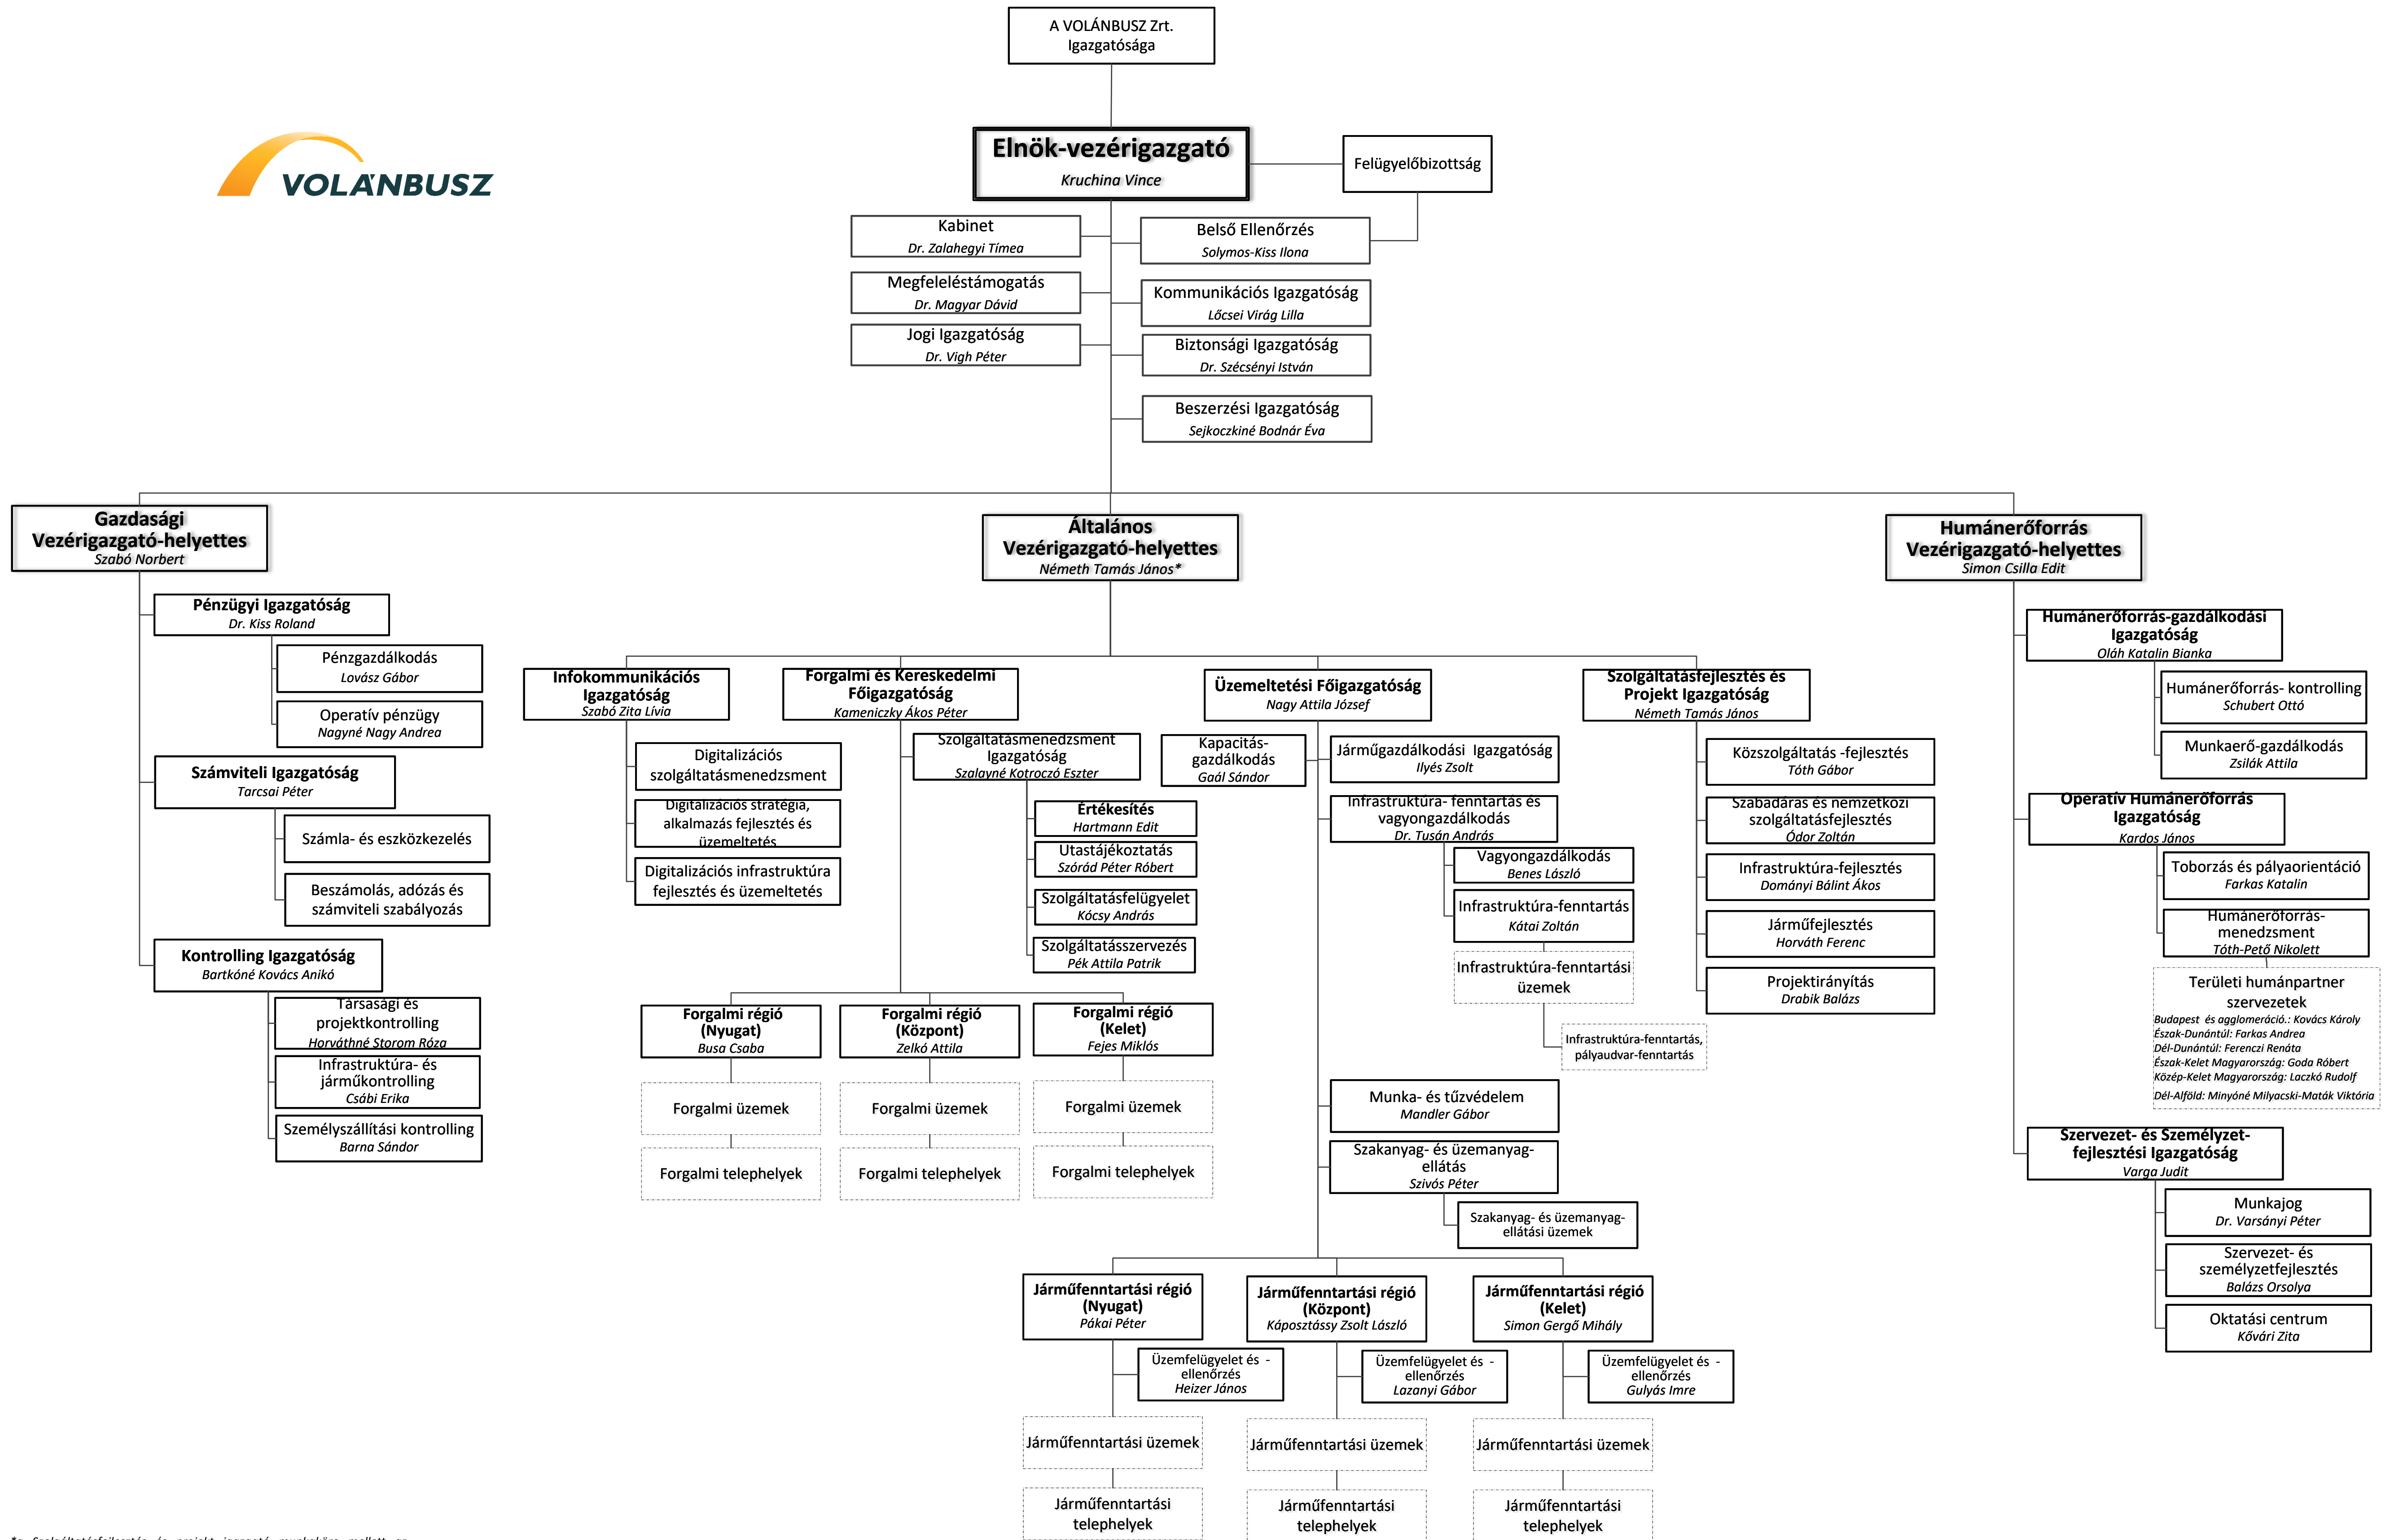 A VOLÁNBUSZ Zrt.
Igazgatósága
VOLÁNBUSZ
Elnök-vezérigazgató
Kruchina Vince
Felügyelőbizottság
Kabinet
Dr. Zalahegyi Tímea
Belső Ellenőrzés
Solymos-Kiss Ilona
Megfeleléstámogatás
Dr. Magyar Dávid
Kommunikációs Igazgatóság
Lőcsei Virág Lilla
Jogi Igazgatóság
Dr. Vigh Péter
Biztonsági Igazgatóság
Dr. Szécsényi István
Beszerzési Igazgatóság
Sejkoczkiné Bodnár Éva
Gazdasági
Vezérigazgató-helyettes
Szabó Norbert
Pénzügyi Igazgatóság
Dr. Kiss Roland
Pénzgazdálkodás
Lovász Gábor
Operatív pénzügy
Nagyné Nagy Andrea
Számviteli Igazgatóság
Tarcsai Péter
Számla- és eszközkezelés
Beszámolás, adózás és
számviteli szabályozás
Kontrolling Igazgatóság
Bartkóné Kovács Anikó
Társasági és
projektkontrolling
Horváthné Storom Róza
Infrastruktúra- és
járműkontrolling
Csábi Erika
Személyszállítási kontrolling
Barna Sándor
Általános
Vezérigazgató-helyettes
Németh Tamás János*
Infokommunikációs
Igazgatóság
Szabó Zita Lívia
Digitalizációs
szolgáltatásmenedzsment
Digitalizációs stratégia,
alkalmazás fejlesztés és
üzemeltetés
Digitalizációs infrastruktúra
fejlesztés és üzemeltetés
Forgalmi és Kereskedelmi
Főigazgatóság
Kameniczky Ákos Péter
Szolgáltatásmenedzsment
Igazgatóság
Szalayné Kotroczó Eszter
Értékesítés
Hartmann Edit
Utastájékoztatás
Szórád Péter Róbert
Szolgáltatásfelügyelet
Kócsy András
Szolgáltatásszervezés
Pék Attila Patrik
Forgalmi régió
(Nyugat)
Busa Csaba
Forgalmi üzemek
Forgalmi telephelyek
Forgalmi régió
(Központ)
Zelkó Attila
Forgalmi üzemek
Forgalmi telephelyek
Forgalmi régió
(Kelet)
Fejes Miklós
Forgalmi üzemek
Forgalmi telephelyek
Üzemeltetési Főigazgatóság
Nagy Attila József
Kapacitás-
gazdálkodás
Gaál Sándor
Járműgazdálkodási Igazgatóság
Ilyés Zsolt
Infrastruktúra- fenntartás és
vagyongazdálkodás
Dr. Tusán András
Vagyongazdálkodás
Benes László
Infrastruktúra-fenntartás
Kátai Zoltán
Infrastruktúra-fenntartási
üzemek
Infrastruktúra-fenntartás,
pályaudvar-fenntartás
Munka- és tűzvédelem
Mandler Gábor
Szakanyag- és üzemanyag-
ellátás
Szivós Péter
Szakanyag- és üzemanyag-
ellátási üzemek
Járműfenntartási régió
(Nyugat)
Pákai Péter
Üzemfelügyelet és -
ellenőrzés
Heizer János
Járműfenntartási üzemek
Járműfenntartási
telephelyek
Járműfenntartási régió
(Központ)
Káposztássy Zsolt László
Üzemfelügyelet és -
ellenőrzés
Lazanyi Gábor
Járműfenntartási üzemek
Járműfenntartási
telephelyek
Járműfenntartási régió
(Kelet)
Simon Gergő Mihály
Üzemfelügyelet és -
ellenőrzés
Gulyás Imre
Járműfenntartási üzemek
Járműfenntartási
telephelyek
Szolgáltatásfejlesztés és
Projekt Igazgatóság
Németh Tamás János
Közszolgáltatás -fejlesztés
Tóth Gábor
Szabadáras és nemzetközi
szolgáltatásfejlesztés
Ódor Zoltán
Infrastruktúra-fejlesztés
Dományi Bálint Ákos
Járműfejlesztés
Horváth Ferenc
Projektirányítás
Drabik Balázs
Humánerőforrás
Vezérigazgató-helyettes
Simon Csilla Edit
Humánerőforrás-gazdálkodási
Igazgatóság
Oláh Katalin Bianka
Humánerőforrás- kontrolling
Schubert Ottó
Munkaerő-gazdálkodás
Zsilák Attila
Operatív Humánerőforrás
Igazgatóság
Kardos János
Toborzás és pályaorientáció
Farkas Katalin
Humánerőforrás-
menedzsment
Tóth-Pető Nikolett
Területi humánpartner
szervezetek
Budapest és agglomeráció.: Kovács Károly
Észak-Dunántúl: Farkas Andrea
Dél-Dunántúl: Ferenczi Renáta
Észak-Kelet Magyarország: Goda Róbert
Közép-Kelet Magyarország: Laczkó Rudolf
Dél-Alföld: Minyóné Milyacski-Maták Viktória
Szervezet- és Személyzet-
fejlesztési Igazgatóság
Varga Judit
Munkajog
Dr. Varsányi Péter
Szervezet- és
személyzetfejlesztés
Balázs Orsolya
Oktatási centrum
Kővári Zita